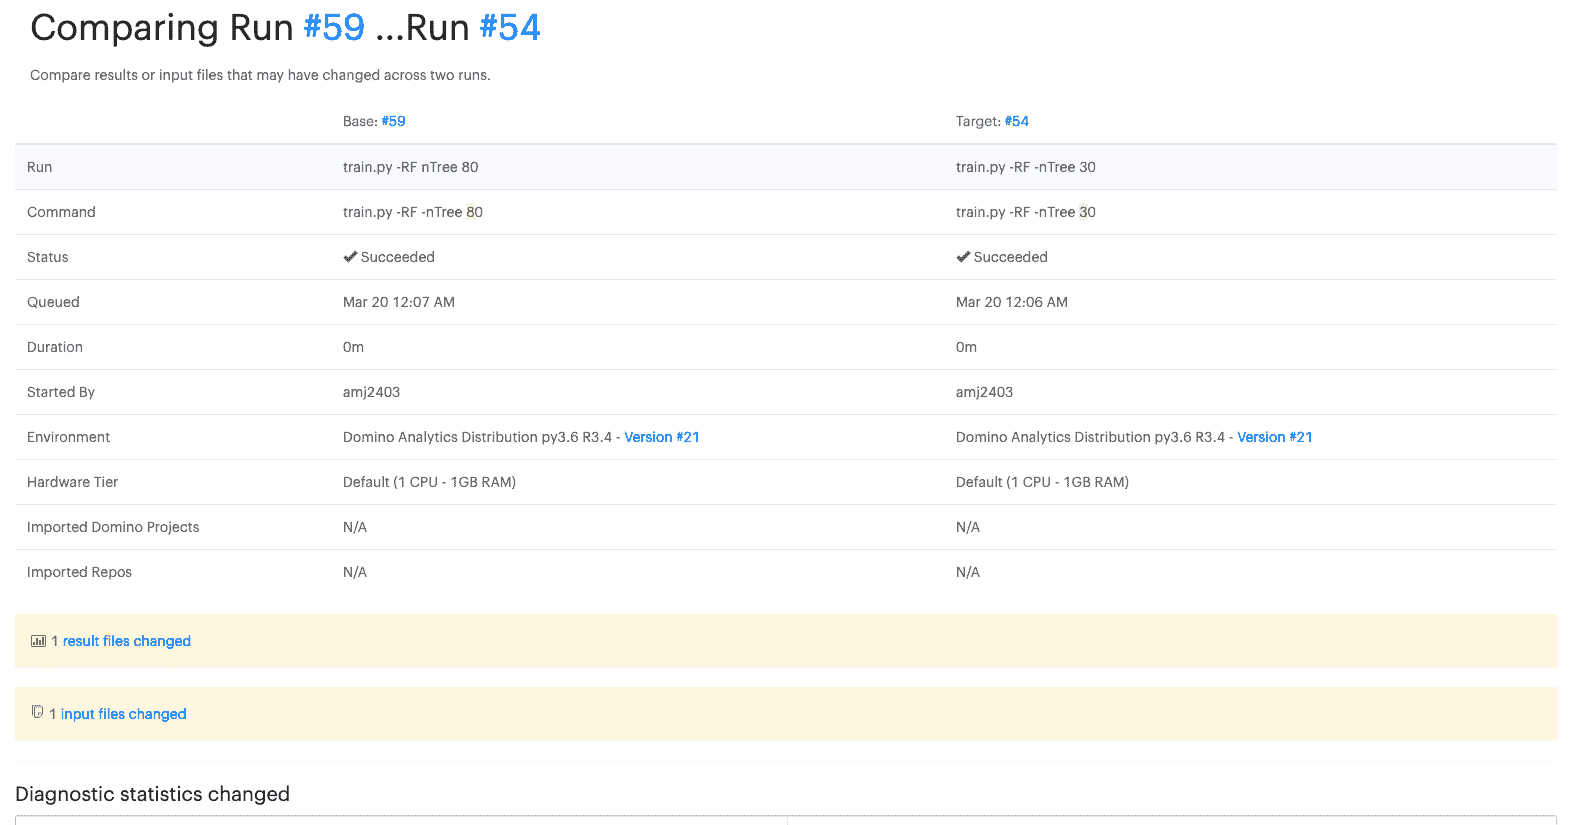 Comparing Run #59 ...Run #54
Compare results or input files that may have changed across two runs.
Base: #59 Target: #54
Run train.py -RF nTree 80 train.py -RF -nTree 30
Command train.py -RF -nTree 80 train.py -RF -nTree 30
Status Succeeded Succeeded
Queued Mar 20 12:07 AM Mar 20 12:06 AM
Duration 0m 0m
Started By amj2403 amj2403
Environment Domino Analytics Distribution py3.6 R3.4 - Version #21 Domino Analytics Distribution py3.6 R3.4 - Version #21
Hardware Tier Default (1 CPU - 1GB RAM) Default (1 CPU - 1GB RAM)
Imported Domino Projects N/A N/A
Imported Repos N/A N/A
1 result files changed
1 input files changed
Diagnostic statistics changed